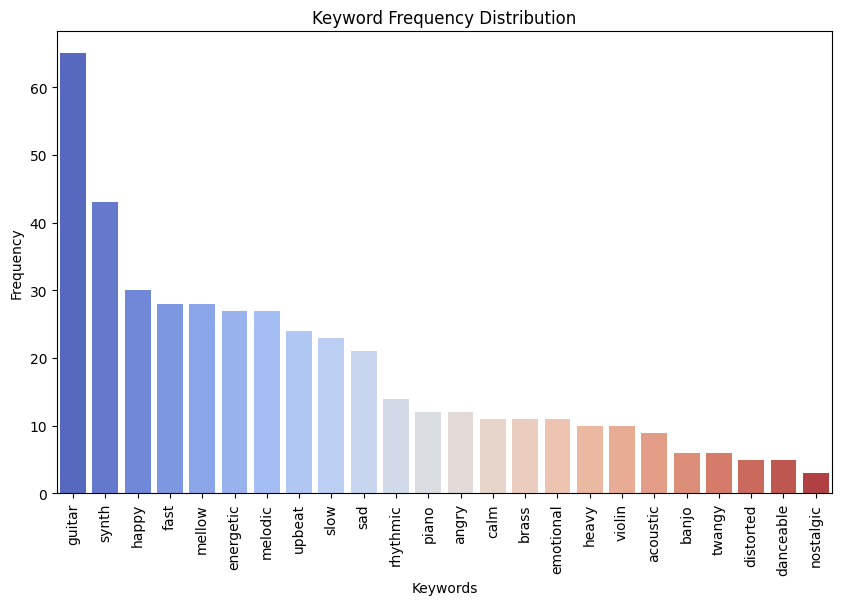 Keyword Frequency Distribution
Frequency
60
50
40
30
20
10
0
guitar
synth
happy
fast
mellow
energetic
melodic
upbeat
slow
sad
rhythmic
piano
angry
calm
brass
emotional
heavy
violin
acoustic
banjo
twangy
distorted
danceable
nostalgic
Keywords